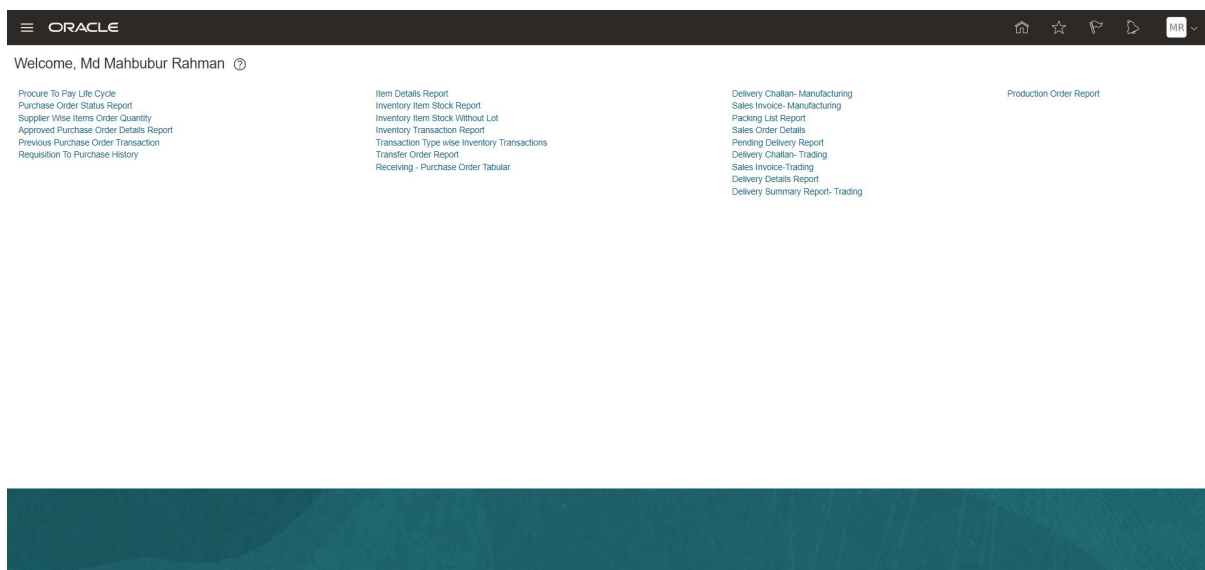 ORACLE
MR
Welcome, Md Mahbubur Rahman ?
Procure To Pay Life Cycle
Purchase Order Status Report
Supplier Wise Items Order Quantity
Approved Purchase Order Details Report
Previous Purchase Order Transaction
Requisition To Purchase History
Item Details Report
Inventory Item Stock Report
Inventory Item Stock Without Lot
Inventory Transaction Report
Transaction Type wise Inventory Transactions
Transfer Order Report
Receiving - Purchase Order Tabular
Delivery Challan- Manufacturing
Sales Invoice- Manufacturing
Packing List Report
Sales Order Details
Pending Delivery Report
Delivery Challan- Trading
Sales Invoice-Trading
Delivery Details Report
Delivery Summary Report- Trading
Production Order Report